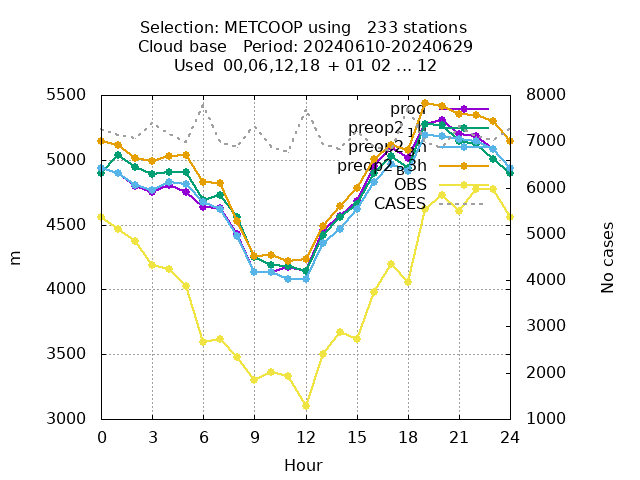 Selection: METCOOP using   233 stations
Cloud base   Period: 20240610-20240629
Used 00,06,12,18 + 01 02 ... 12
5500
5000
4500
4000
3500
3000
8000
7000
6000
5000
4000
3000
2000
1000
prod
preop2
OBS
CASES
m
No cases
0 3 6 9 12 15 18 21 24
Hour